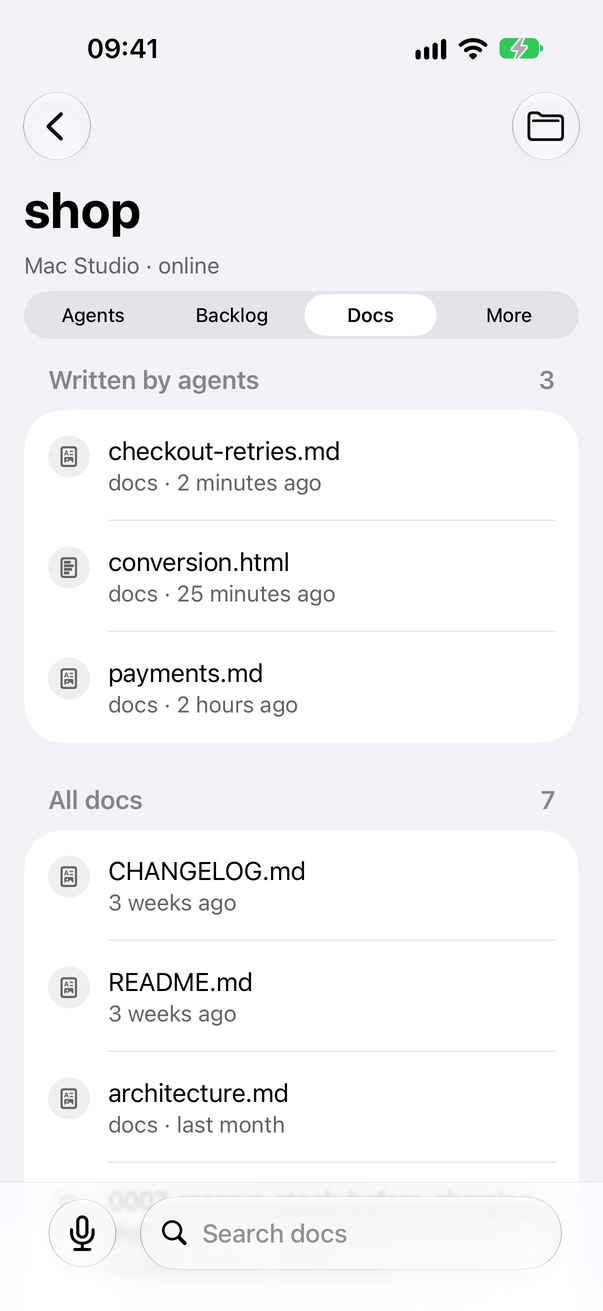 09:41
shop
Mac Studio · online
Agents
Backlog
Docs
More
Written by agents
3
checkout-retries.md
docs · 2 minutes ago
conversion.html
docs · 25 minutes ago
payments.md
docs · 2 hours ago
All docs
7
CHANGELOG.md
3 weeks ago
README.md
3 weeks ago
architecture.md
docs · last month
Search docs